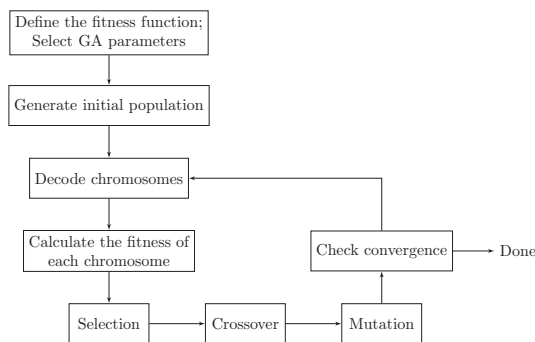 Define the fitness function;
Select GA parameters
Generate initial population
Decode chromosomes
Calculate the fitness of
each chromosome
Check convergence
Done
Selection
Crossover
Mutation